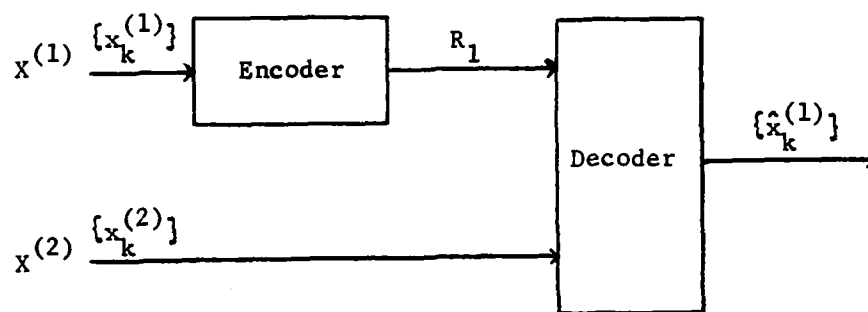 X^(1) {x_k^(1)} Encoder R_1
Decoder {x̂_k^(1)}
X^(2) {x_k^(2)}